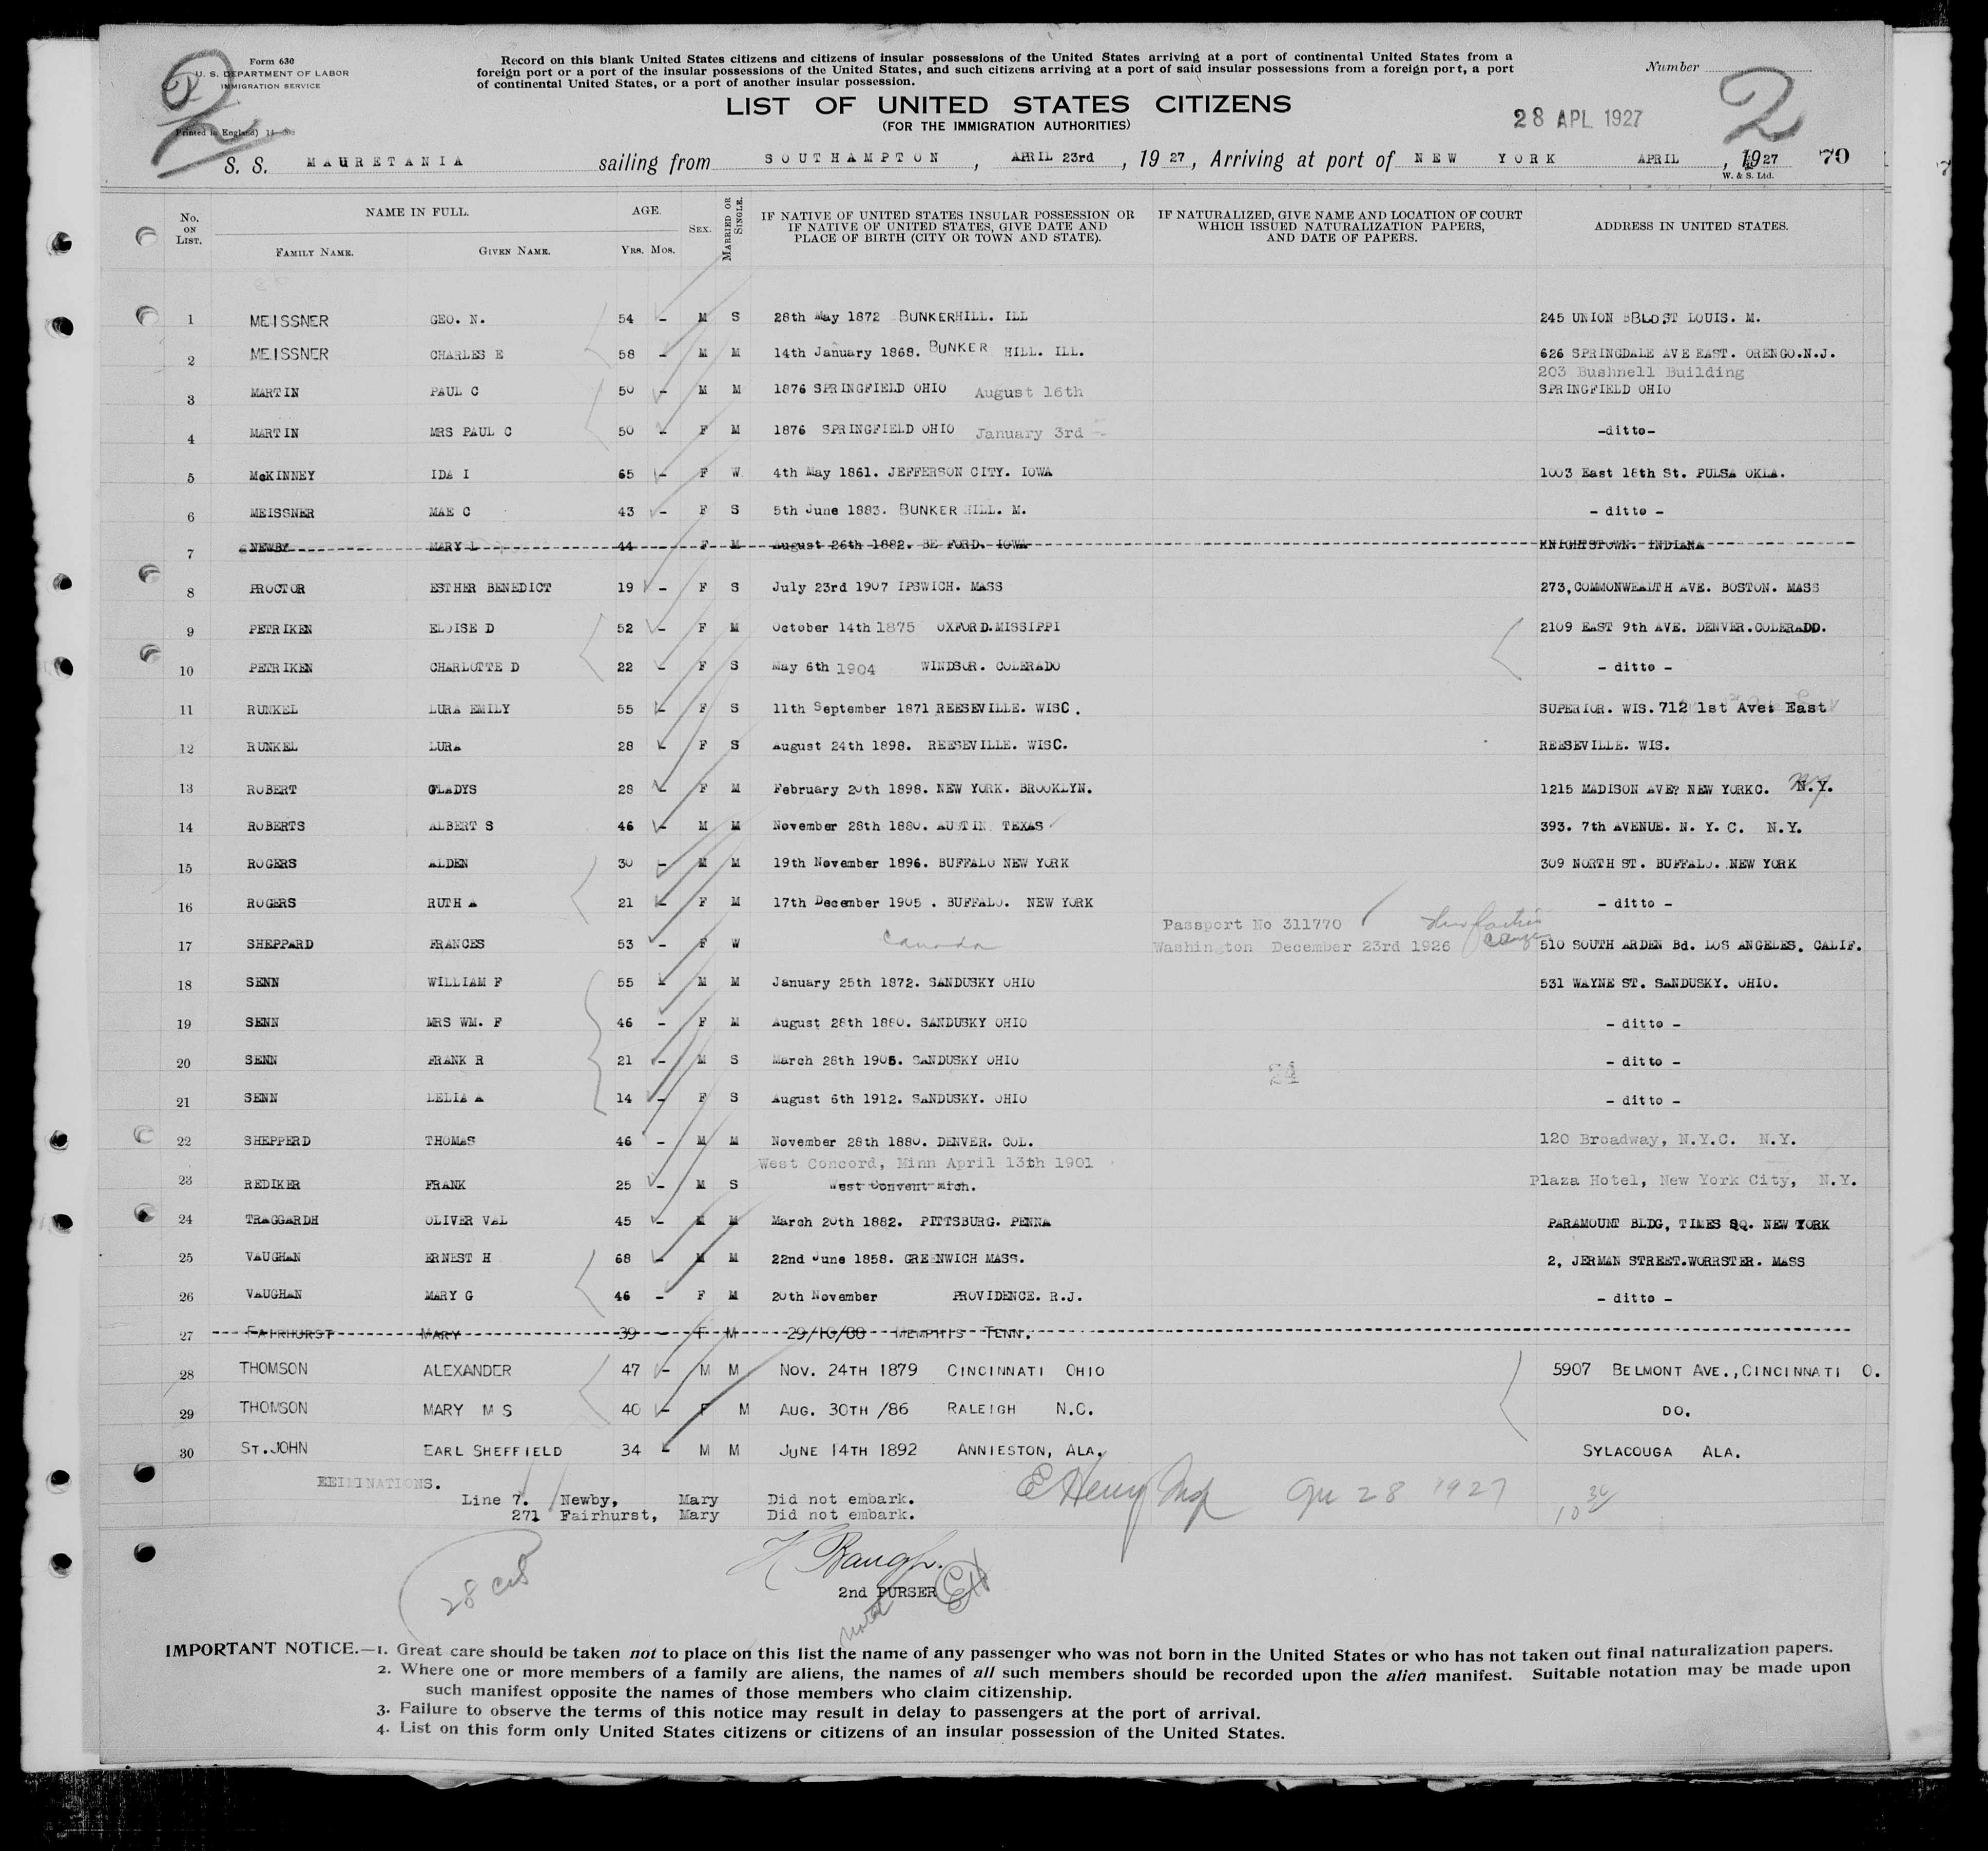 2
Form 630
U. S. DEPARTMENT OF LABOR
IMMIGRATION SERVICE
Printed in England)
Record on this blank United States citizens and citizens of insular possessions of the United States arriving at a port of continental United States from a
foreign port or a port of the insular possessions of the United States, and such citizens arriving at a port of said insular possessions from a foreign port, a port
of continental United States, or a port of another insular possession.
Number
2
LIST OF UNITED STATES CITIZENS
(FOR THE IMMIGRATION AUTHORITIES)
28 APL 1927
S. S. MAURETANIA sailing from SOUTHAMPTON , APRIL 23rd , 19 27, Arriving at port of NEW YORK APRIL , 1927 70
W. & S. Ltd.
No. ON LIST. NAME IN FULL. FAMILY NAME. GIVEN NAME. AGE. YRS. MOS. SEX. MARRIED OR SINGLE. IF NATIVE OF UNITED STATES INSULAR POSSESSION OR IF NATIVE OF UNITED STATES, GIVE DATE AND PLACE OF BIRTH (CITY OR TOWN AND STATE). IF NATURALIZED, GIVE NAME AND LOCATION OF COURT WHICH ISSUED NATURALIZATION PAPERS, AND DATE OF PAPERS. ADDRESS IN UNITED STATES.
1 MEISSNER GEO. N. 54 - M S 28th May 1872 BUNKERHILL. ILL 245 UNION BBLD ST LOUIS. M.
2 MEISSNER CHARLES E 58 - M M 14th January 1868. BUNKER HILL. ILL. 626 SPRINGDALE AVE EAST. ORENGO.N.J.
203 Bushnell Building
3 MARTIN PAUL C 50 - M M 1876 SPRINGFIELD OHIO August 16th SPRINGFIELD OHIO
4 MARTIN MRS PAUL C 50 - F M 1876 SPRINGFIELD OHIO January 3rd -ditto-
5 McKINNEY IDA I 65 - F W. 4th May 1861. JEFFERSON CITY. IOWA 1003 East 18th St. PULSA OKLA.
6 MEISSNER MAE C 43 - F S 5th June 1883. BUNKER HILL. M. - ditto -
7 NEWBY MARY L 44 F M August 26th 1882. BE FORD. IOWA KNIGHTSTOWN. INDIANA
8 PROCTOR ESTHER BENEDICT 19 - F S July 23rd 1907 IPSWICH. MASS 273, COMMONWEALTH AVE. BOSTON. MASS
9 PETRIKEN ELOISE D 52 - F M October 14th 1875 OXFORD.MISSIPPI 2109 EAST 9th AVE. DENVER.COLERADO.
10 PETRIKEN CHARLOTTE D 22 - F S May 6th 1904 WINDSOR. COLERADO - ditto -
11 RUNKEL LURA EMILY 55 - F S 11th September 1871 REESEVILLE. WISC. SUPERIOR. WIS. 712 1st Ave: East
12 RUNKEL LURA 28 - F S August 24th 1898. REESEVILLE. WISC. REESEVILLE. WIS.
13 ROBERT GLADYS 28 - F M February 20th 1898. NEW YORK. BROOKLYN. 1215 MADISON AVE? NEW YORKC. N.Y.
14 ROBERTS ALBERT S 46 - M M November 28th 1880. AUSTIN TEXAS 393. 7th AVENUE. N. Y. C. N.Y.
15 ROGERS ALDEN 30 - M M 19th November 1896. BUFFALO NEW YORK 309 NORTH ST. BUFFALO. NEW YORK
16 ROGERS RUTH A 21 - F M 17th December 1905 . BUFFALO. NEW YORK - ditto -
Passport No 311770
17 SHEPPARD FRANCES 53 - F W Canada Washington December 23rd 1926 510 SOUTH ARDEN Bd. LOS ANGELES. CALIF.
18 SENN WILLIAM F 55 - M M January 25th 1872. SANDUSKY OHIO 531 WAYNE ST. SANDUSKY. OHIO.
19 SENN MRS WM. F 46 - F M August 28th 1880. SANDUSKY OHIO - ditto -
20 SENN FRANK R 21 - M S March 28th 1905. SANDUSKY OHIO - ditto -
24
21 SENN LELIA A 14 - F S August 6th 1912. SANDUSKY. OHIO - ditto -
22 SHEPPERD THOMAS 46 - M M November 28th 1880. DENVER. COL. 120 Broadway, N.Y.C. N.Y.
West Concord, Minn April 13th 1901
23 REDIKER FRANK 25 - M S West Convent Mich. Plaza Hotel, New York City, N.Y.
24 TRAGGARDH OLIVER VAL 45 - M M March 20th 1882. PITTSBURG. PENNA PARAMOUNT BLDG, TIMES SQ. NEW YORK
25 VAUGHAN ERNEST H 68 - M M 22nd June 1858. GREENWICH MASS. 2, JERMAN STREET.WORRSTER. MASS
26 VAUGHAN MARY G 46 - F M 20th November PROVIDENCE. R.J. - ditto -
27 FAIRHURST MARY 39 - F M 29/10/88 MEMPHIS TENN.
28 THOMSON ALEXANDER 47 - M M NOV. 24TH 1879 CINCINNATI OHIO 5907 BELMONT AVE., CINCINNATI O.
29 THOMSON MARY M S 40 - F M AUG. 30TH /86 RALEIGH N.C. DO.
30 ST.JOHN EARL SHEFFIELD 34 - M M JUNE 14TH 1892 ANNIESTON, ALA. SYLACOUGA ALA.
EEIMINATIONS.
Line 7. Newby, Mary Did not embark.
271 Fairhurst, Mary Did not embark.
E Henry Insp Apr 28 1927
10 30
28 cit
2nd PURSER
noted
IMPORTANT NOTICE.—1. Great care should be taken not to place on this list the name of any passenger who was not born in the United States or who has not taken out final naturalization papers.
2. Where one or more members of a family are aliens, the names of all such members should be recorded upon the alien manifest. Suitable notation may be made upon
such manifest opposite the names of those members who claim citizenship.
3. Failure to observe the terms of this notice may result in delay to passengers at the port of arrival.
4. List on this form only United States citizens or citizens of an insular possession of the United States.